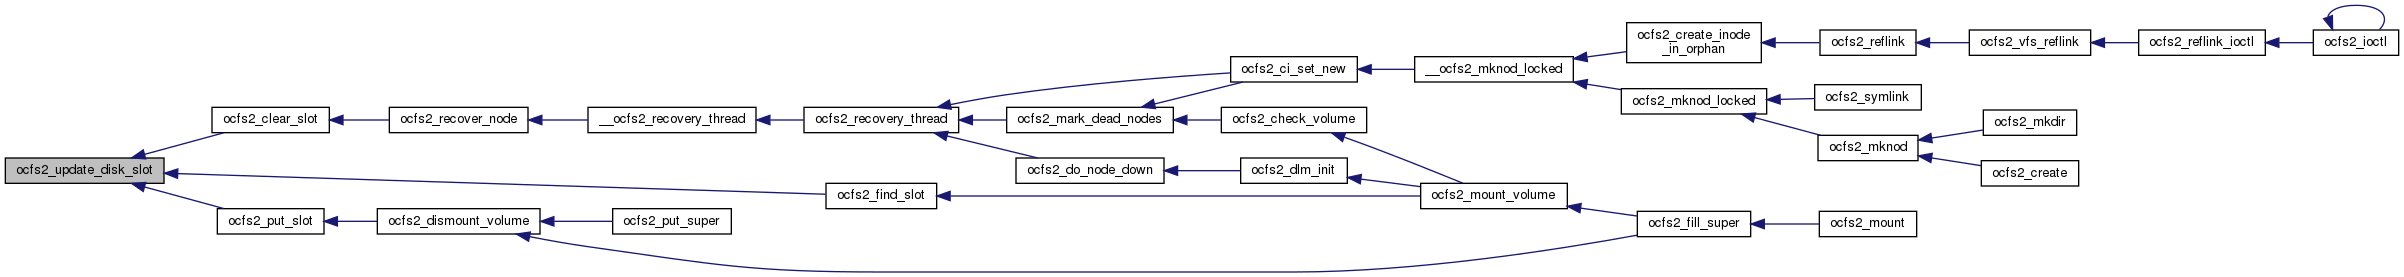 ocfs2_update_disk_slot
ocfs2_clear_slot
ocfs2_recover_node
__ocfs2_recovery_thread
ocfs2_recovery_thread
ocfs2_ci_set_new
__ocfs2_mknod_locked
ocfs2_create_inode
_in_orphan
ocfs2_reflink
ocfs2_vfs_reflink
ocfs2_reflink_ioctl
ocfs2_ioctl
ocfs2_mknod_locked
ocfs2_symlink
ocfs2_mknod
ocfs2_mkdir
ocfs2_create
ocfs2_mark_dead_nodes
ocfs2_check_volume
ocfs2_do_node_down
ocfs2_dlm_init
ocfs2_mount_volume
ocfs2_find_slot
ocfs2_fill_super
ocfs2_mount
ocfs2_put_slot
ocfs2_dismount_volume
ocfs2_put_super